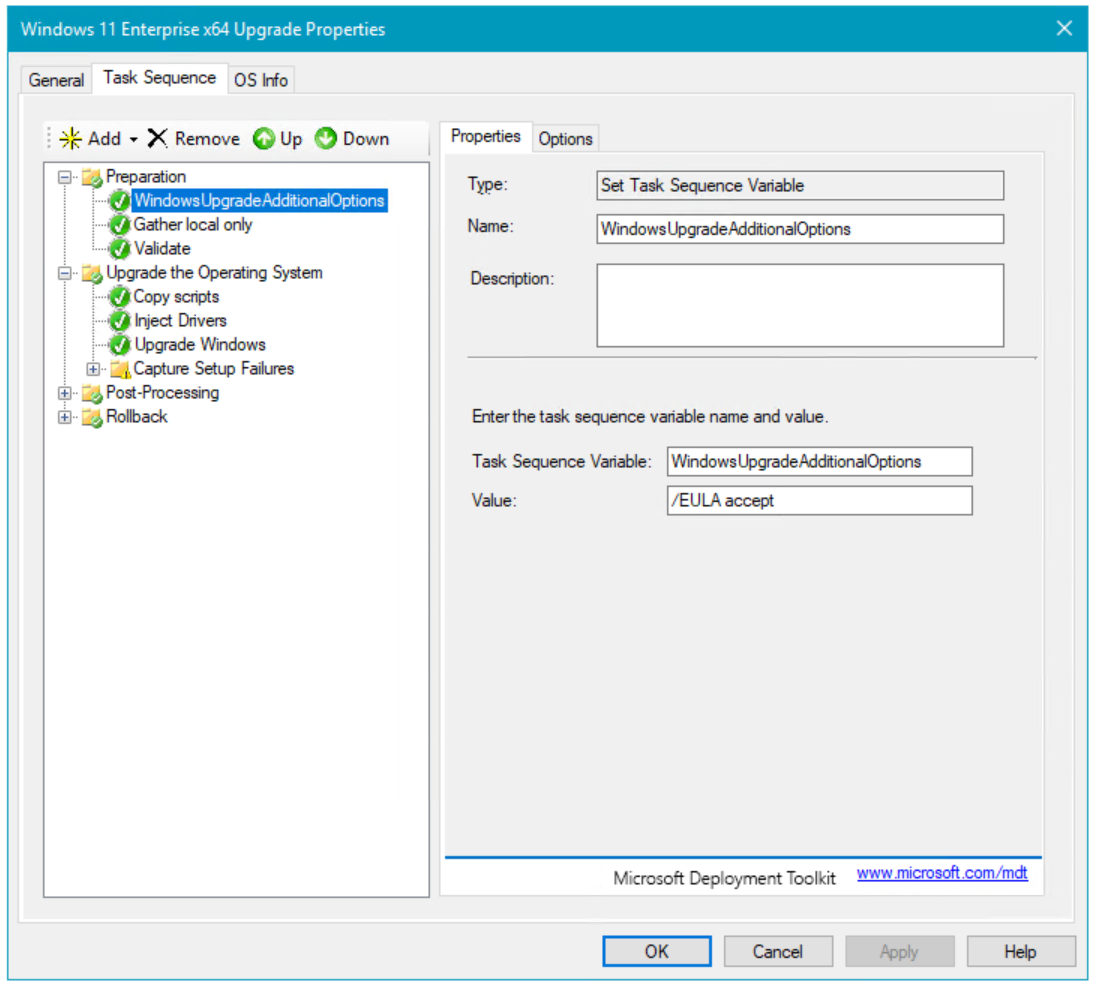 Windows 11 Enterprise x64 Upgrade Properties
General Task Sequence OS Info
Add Remove Up Down
Preparation
WindowsUpgradeAdditionalOptions
Gather local only
Validate
Upgrade the Operating System
Copy scripts
Inject Drivers
Upgrade Windows
Capture Setup Failures
Post-Processing
Rollback
Properties Options
Type: Set Task Sequence Variable
Name: WindowsUpgradeAdditionalOptions
Description:
Enter the task sequence variable name and value.
Task Sequence Variable: WindowsUpgradeAdditionalOptions
Value: /EULA accept
Microsoft Deployment Toolkit www.microsoft.com/mdt
OK Cancel Apply Help